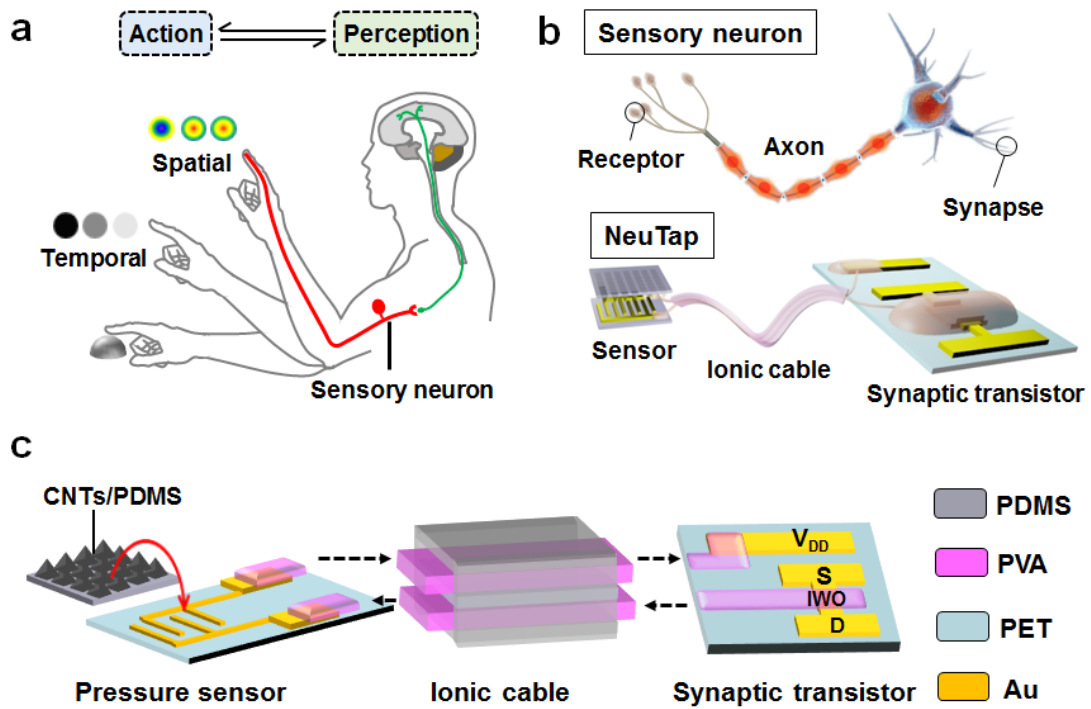 a
Action
Perception
Spatial
Temporal
Sensory neuron
b
Sensory neuron
Receptor
Axon
Synapse
NeuTap
Sensor
Ionic cable
Synaptic transistor
c
CNTs/PDMS
Pressure sensor
Ionic cable
V_DD
S
IWO
D
Synaptic transistor
PDMS
PVA
PET
Au